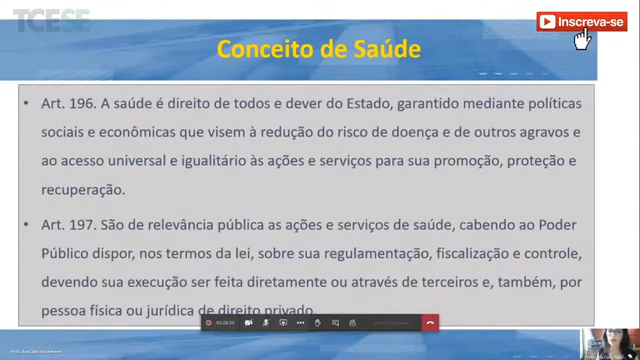 TCESE
Inscreva-se
Conceito de Saúde
• Art. 196. A saúde é direito de todos e dever do Estado, garantido mediante políticas
sociais e econômicas que visem à redução do risco de doença e de outros agravos e
ao acesso universal e igualitário às ações e serviços para sua promoção, proteção e
recuperação.
• Art. 197. São de relevância pública as ações e serviços de saúde, cabendo ao Poder
Público dispor, nos termos da lei, sobre sua regulamentação, fiscalização e controle,
devendo sua execução ser feita diretamente ou através de terceiros e, também, por
pessoa física ou jurídica de direito privado.